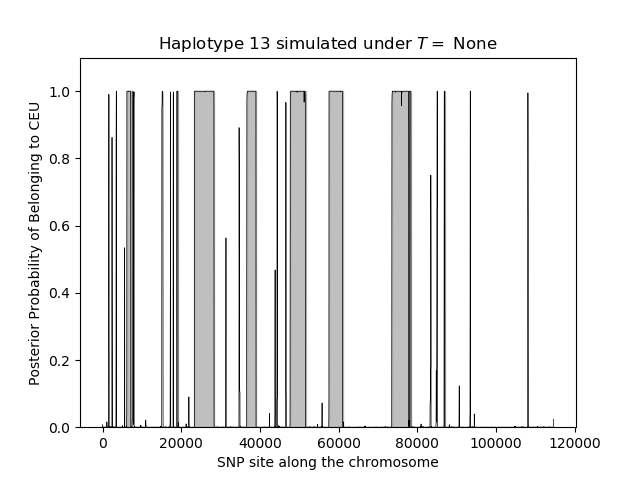 Haplotype 13 simulated under T = None
Posterior Probability of Belonging to CEU
1.0
0.8
0.6
0.4
0.2
0.0
0 20000 40000 60000 80000 100000 120000
SNP site along the chromosome